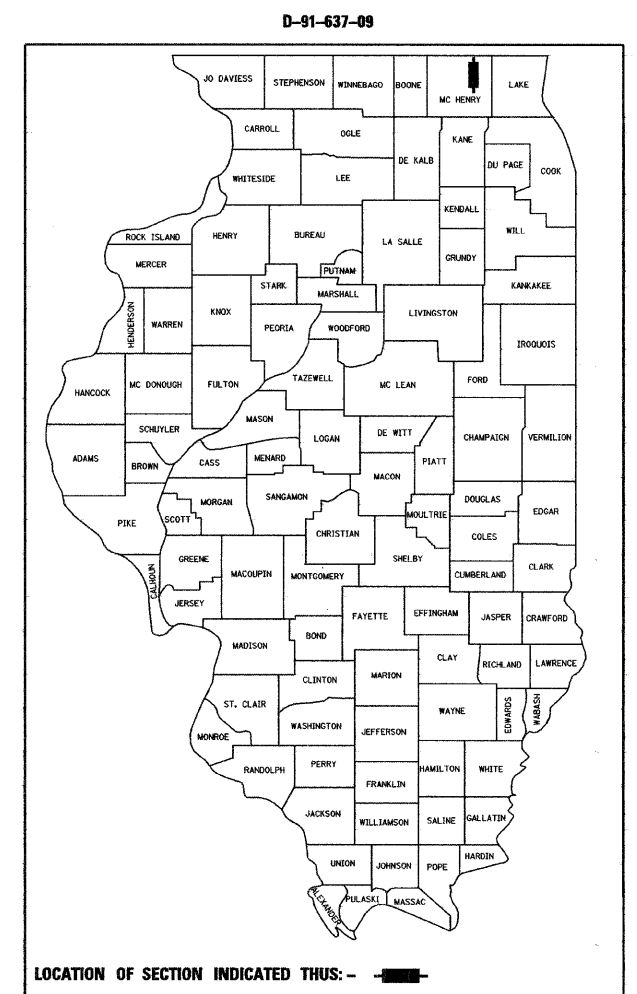 D-91-637-09
JO DAVIESS
STEPHENSON
WINNEBAGO
BOONE
MC HENRY
LAKE
CARROLL
OGLE
DE KALB
KANE
DU PAGE
COOK
WHITESIDE
LEE
KENDALL
WILL
ROCK ISLAND
HENRY
BUREAU
LA SALLE
GRUNDY
MERCER
PUTNAM
KANKAKEE
STARK
MARSHALL
HENDERSON
WARREN
KNOX
PEORIA
WOODFORD
LIVINGSTON
IROQUOIS
HANCOCK
MC DONOUGH
FULTON
TAZEWELL
MC LEAN
FORD
MASON
SCHUYLER
LOGAN
DE WITT
CHAMPAIGN
VERMILION
ADAMS
BROWN
CASS
MENARD
MACON
PIATT
MORGAN
SANGAMON
DOUGLAS
EDGAR
PIKE
SCOTT
CHRISTIAN
MOULTRIE
COLES
CALHOUN
GREENE
MACOUPIN
MONTGOMERY
SHELBY
CUMBERLAND
CLARK
JERSEY
FAYETTE
EFFINGHAM
JASPER
CRAWFORD
MADISON
BOND
CLAY
RICHLAND
LAWRENCE
CLINTON
MARION
ST. CLAIR
WAYNE
EDWARDS
WABASH
WASHINGTON
JEFFERSON
MONROE
RANDOLPH
PERRY
HAMILTON
WHITE
FRANKLIN
JACKSON
WILLIAMSON
SALINE
GALLATIN
UNION
JOHNSON
POPE
HARDIN
ALEXANDER
PULASKI
MASSAC
LOCATION OF SECTION INDICATED THUS: -